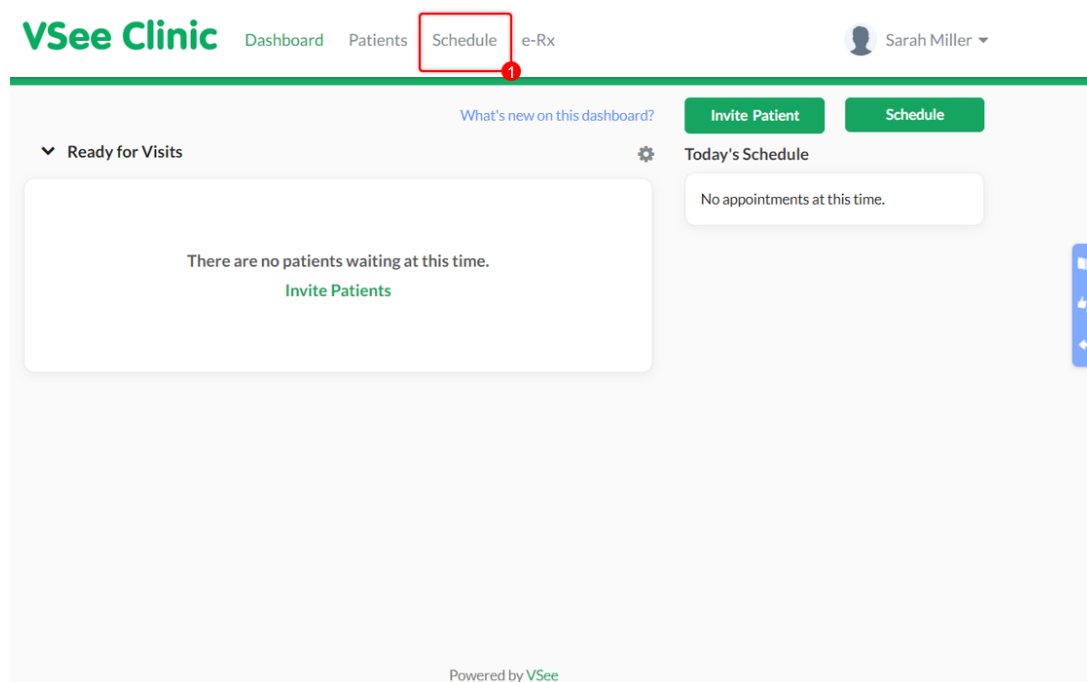 VSee Clinic Dashboard Patients Schedule e-Rx Sarah Miller
1
What's new on this dashboard? Invite Patient Schedule
Ready for Visits Today's Schedule
No appointments at this time.
There are no patients waiting at this time.
Invite Patients
Powered by VSee